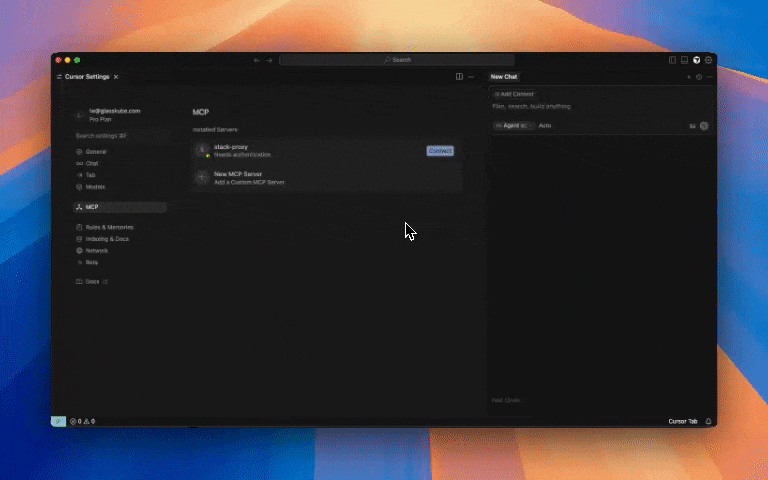 Search
Cursor Settings
New Chat
lw@glasskube.com
Pro Plan
Search settings ⌘F
General
Chat
Tab
Models
MCP
Rules & Memories
Indexing & Docs
Network
Beta
Docs
MCP
Installed Servers
stack-proxy
Needs authentication
Connect
New MCP Server
Add a Custom MCP Server
Add Context
Plan, search, build anything
Agent
Auto
Past Chats
0 0
Cursor Tab